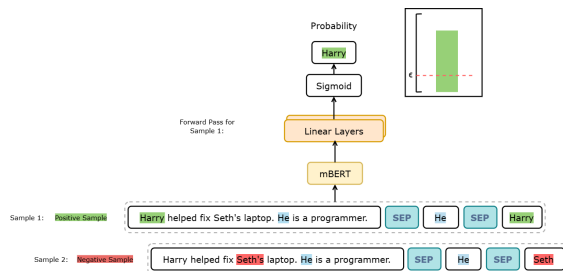 Probability
Harry
€
Sigmoid
Forward Pass for
Sample 1:
Linear Layers
mBERT
Sample 1: Positive Sample Harry helped fix Seth's laptop. He is a programmer. SEP He SEP Harry
Sample 2: Negative Sample Harry helped fix Seth's laptop. He is a programmer. SEP He SEP Seth